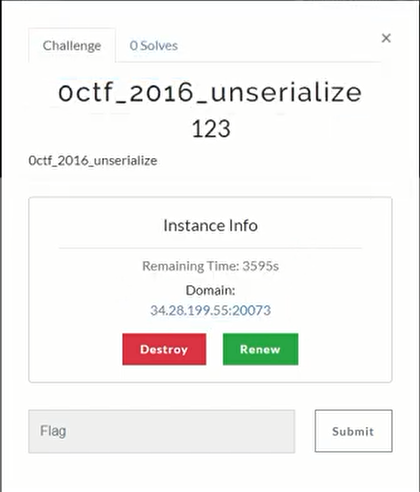 Challenge
0 Solves
×
0ctf_2016_unserialize
123
0ctf_2016_unserialize
Instance Info
Remaining Time: 3595s
Domain:
34.28.199.55:20073
Destroy
Renew
Flag
Submit